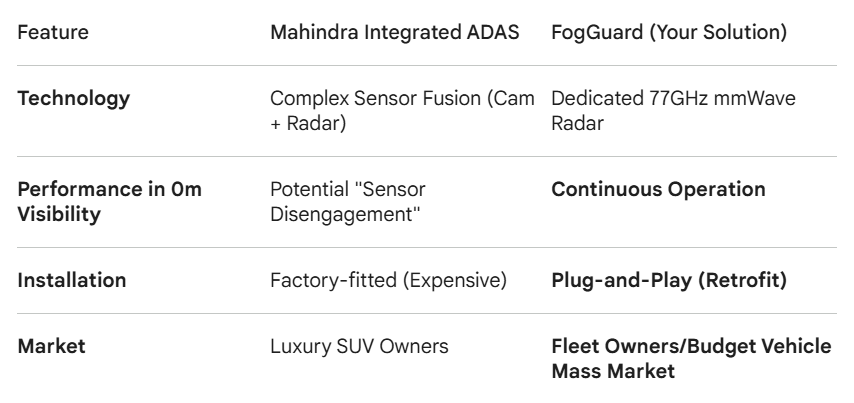 Feature
Mahindra Integrated ADAS
FogGuard (Your Solution)
Technology
Complex Sensor Fusion (Cam
+ Radar)
Dedicated 77GHz mmWave
Radar
Performance in 0m
Visibility
Potential "Sensor
Disengagement"
Continuous Operation
Installation
Factory-fitted (Expensive)
Plug-and-Play (Retrofit)
Market
Luxury SUV Owners
Fleet Owners/Budget Vehicle
Mass Market